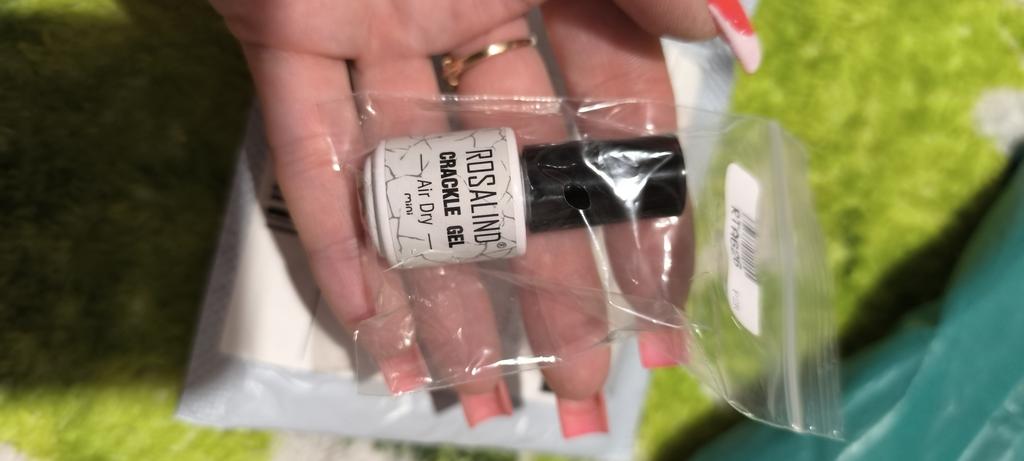 ROSALIND®
CRACKLE GEL
Air Dry
mini